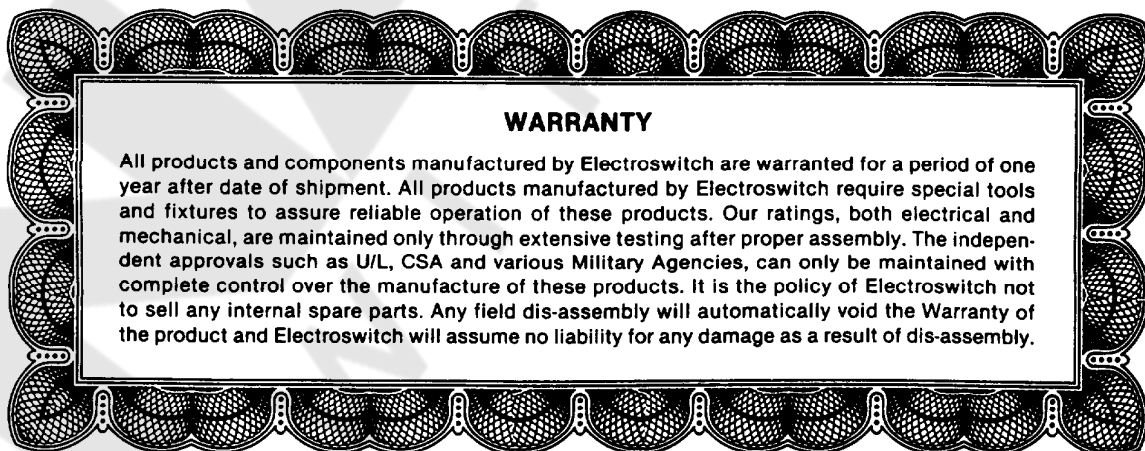 WARRANTY
All products and components manufactured by Electroswitch are warranted for a period of one
year after date of shipment. All products manufactured by Electroswitch require special tools
and fixtures to assure reliable operation of these products. Our ratings, both electrical and
mechanical, are maintained only through extensive testing after proper assembly. The indepen-
dent approvals such as U/L, CSA and various Military Agencies, can only be maintained with
complete control over the manufacture of these products. It is the policy of Electroswitch not
to sell any internal spare parts. Any field dis-assembly will automatically void the Warranty of
the product and Electroswitch will assume no liability for any damage as a result of dis-assembly.